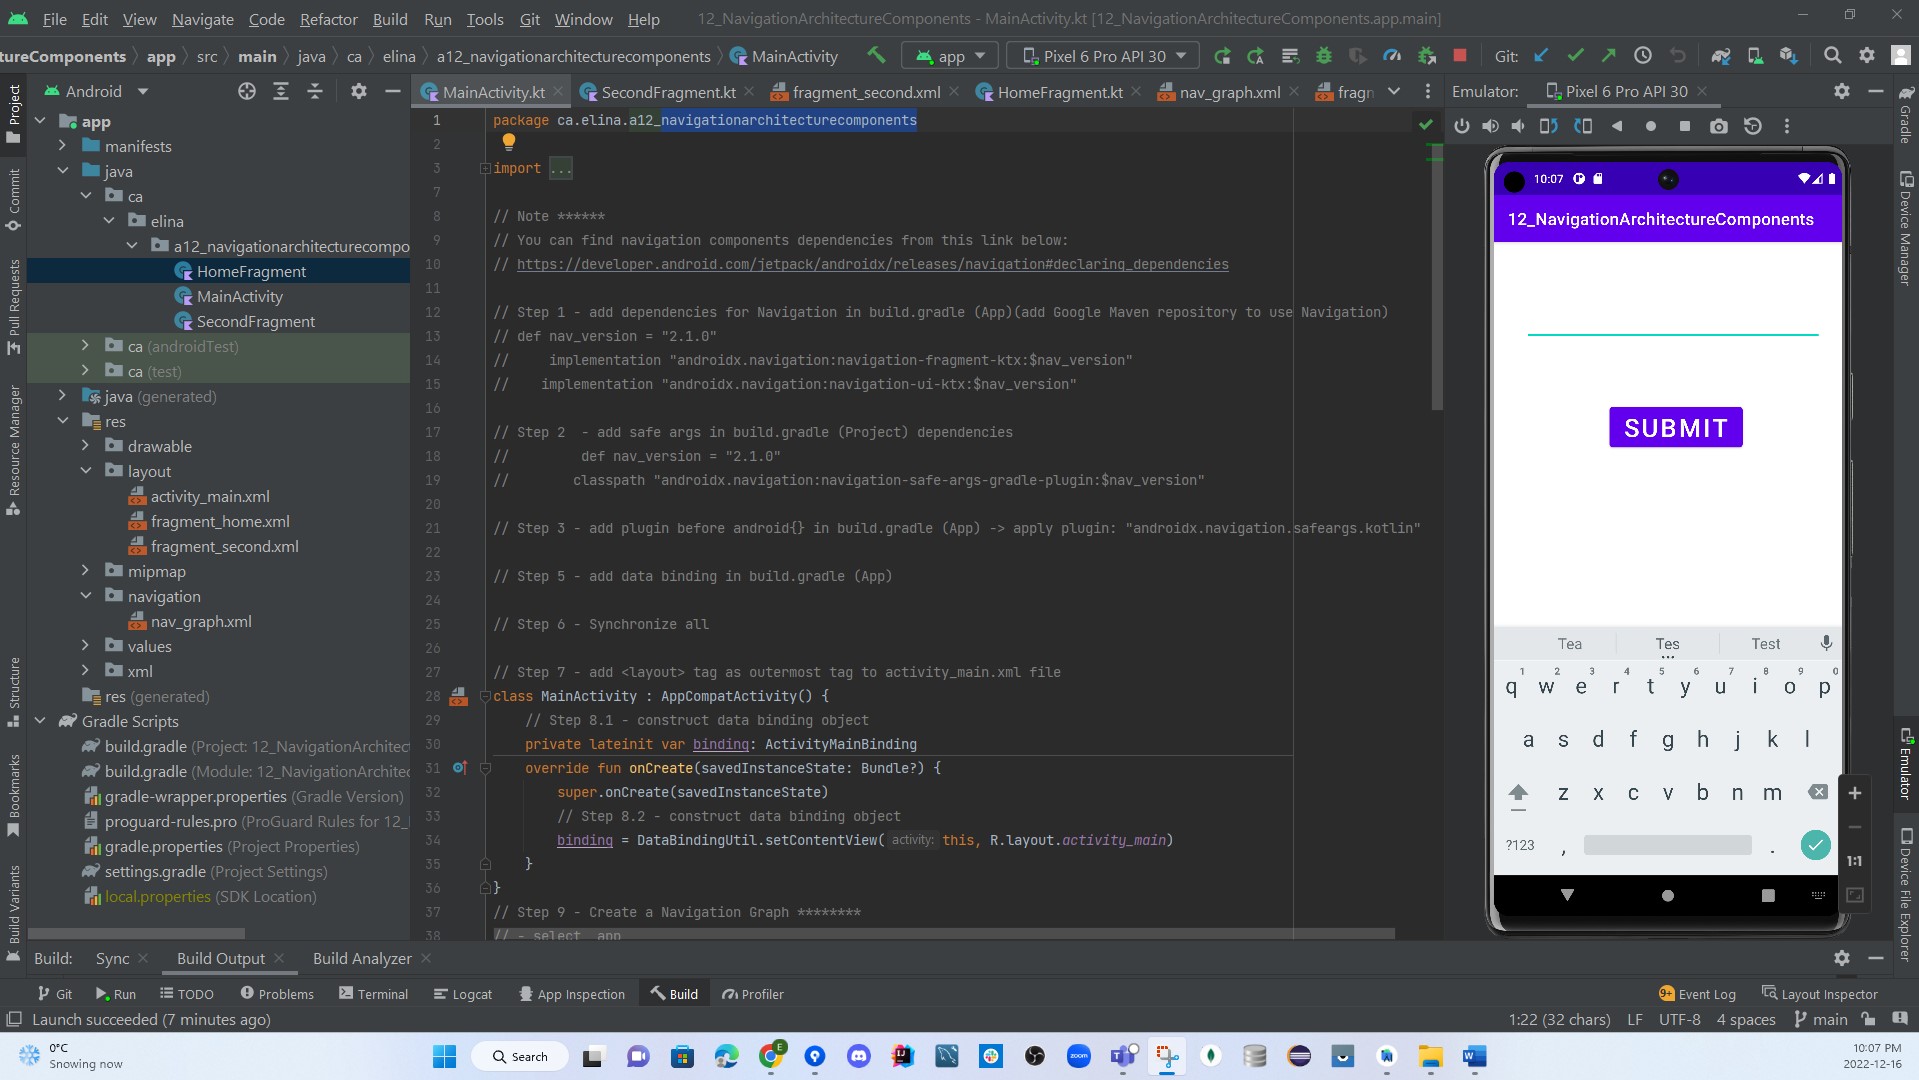 File Edit View Navigate Code Refactor Build Run Tools Git Window Help 12_NavigationArchitectureComponents - MainActivity.kt [12_NavigationArchitectureComponents.app.main]
tureComponents app src main java ca elina a12_navigationarchitecturecomponents MainActivity app Pixel 6 Pro API 30 Git:
Android
MainActivity.kt SecondFragment.kt fragment_second.xml HomeFragment.kt nav_graph.xml fragn
Emulator: Pixel 6 Pro API 30
Project
Commit
Pull Requests
Resource Manager
Structure
Bookmarks
Build Variants
app
manifests
java
ca
elina
a12_navigationarchitecturecompo
HomeFragment
MainActivity
SecondFragment
ca (androidTest)
ca (test)
java (generated)
res
drawable
layout
activity_main.xml
fragment_home.xml
fragment_second.xml
mipmap
navigation
nav_graph.xml
values
xml
res (generated)
Gradle Scripts
build.gradle (Project: 12_NavigationArchitect
build.gradle (Module: 12_NavigationArchitec
gradle-wrapper.properties (Gradle Version)
proguard-rules.pro (ProGuard Rules for 12_
gradle.properties (Project Properties)
settings.gradle (Project Settings)
local.properties (SDK Location)
1 package ca.elina.a12_navigationarchitecturecomponents
2
3 import ...
7
8 // Note ******
9 // You can find navigation components dependencies from this link below:
10 // https://developer.android.com/jetpack/androidx/releases/navigation#declaring_dependencies
11
12 // Step 1 - add dependencies for Navigation in build.gradle (App)(add Google Maven repository to use Navigation)
13 // def nav_version = "2.1.0"
14 // implementation "androidx.navigation:navigation-fragment-ktx:$nav_version"
15 // implementation "androidx.navigation:navigation-ui-ktx:$nav_version"
16
17 // Step 2 - add safe args in build.gradle (Project) dependencies
18 // def nav_version = "2.1.0"
19 // classpath "androidx.navigation:navigation-safe-args-gradle-plugin:$nav_version"
20
21 // Step 3 - add plugin before android{} in build.gradle (App) -> apply plugin: "androidx.navigation.safeargs.kotlin"
22
23 // Step 5 - add data binding in build.gradle (App)
24
25 // Step 6 - Synchronize all
26
27 // Step 7 - add <layout> tag as outermost tag to activity_main.xml file
28 class MainActivity : AppCompatActivity() {
29 // Step 8.1 - construct data binding object
30 private lateinit var binding: ActivityMainBinding
31 override fun onCreate(savedInstanceState: Bundle?) {
32 super.onCreate(savedInstanceState)
33 // Step 8.2 - construct data binding object
34 binding = DataBindingUtil.setContentView( activity: this, R.layout.activity_main)
35 }
36 }
37 // Step 9 - Create a Navigation Graph ********
38 // - select app
10:07
12_NavigationArchitectureComponents
SUBMIT
Tea Tes Test
1 2 3 4 5 6 7 8 9 0
q w e r t y u i o p
a s d f g h j k l
z x c v b n m
?123 , .
1:1
Gradle
Device Manager
Emulator
Device File Explorer
Build: Sync Build Output Build Analyzer
Git Run TODO Problems Terminal Logcat App Inspection Build Profiler 9+ Event Log Layout Inspector
Launch succeeded (7 minutes ago) 1:22 (32 chars) LF UTF-8 4 spaces main
0°C
Snowing now
Search
E
zoom
10:07 PM
2022-12-16